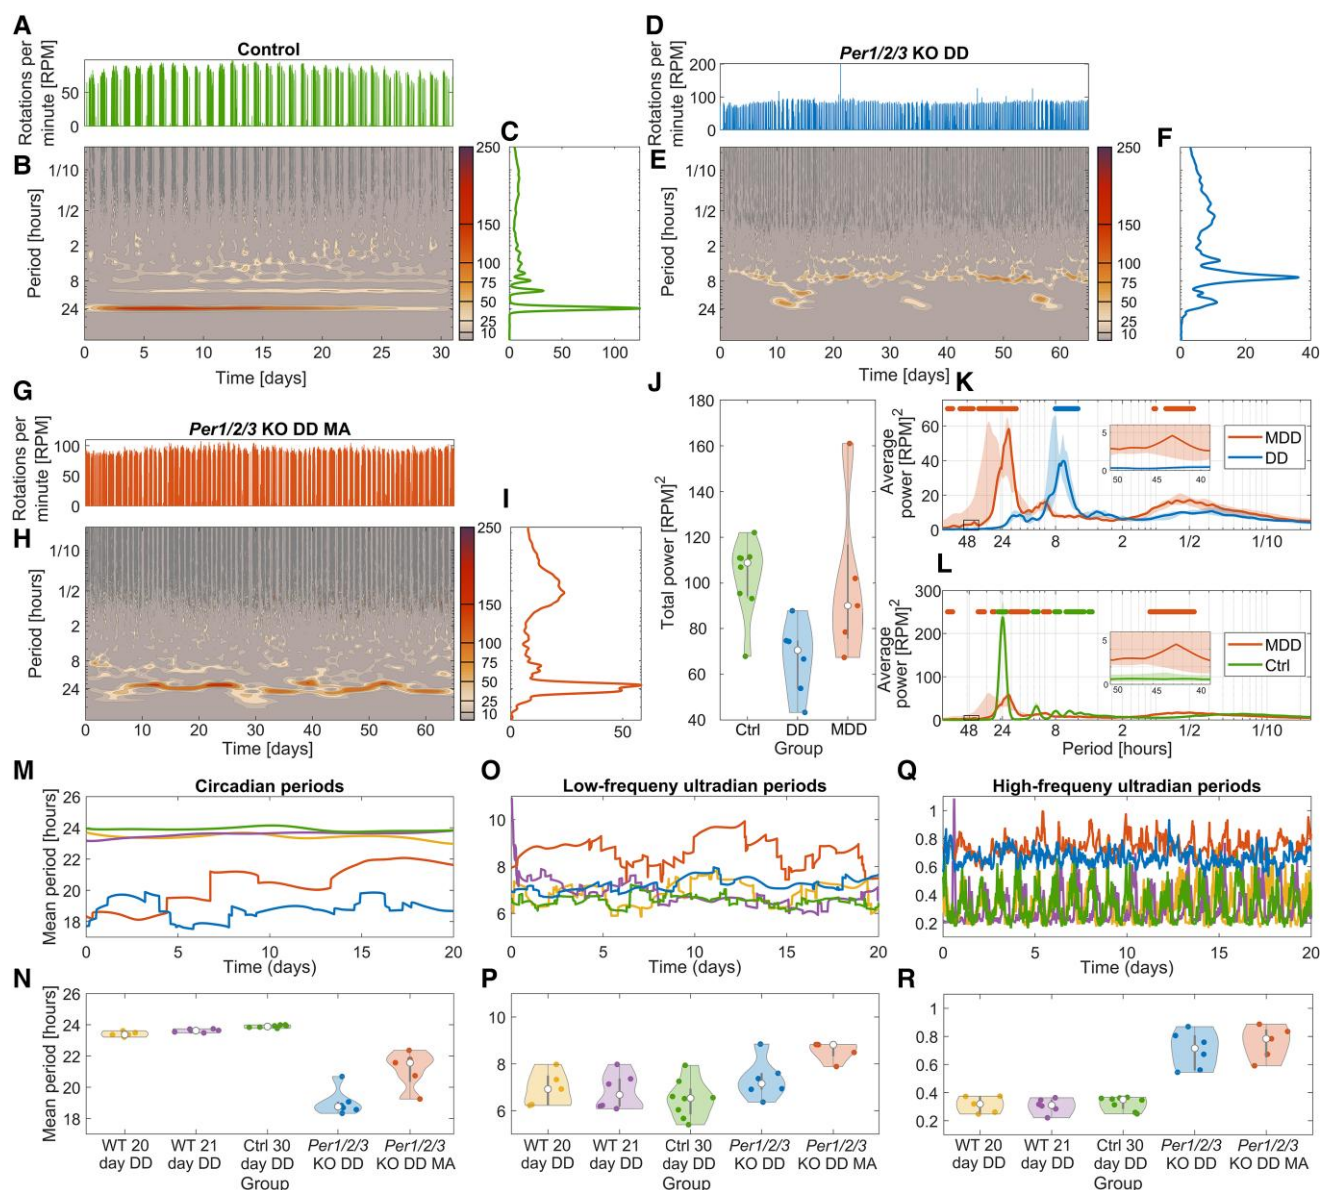 A
Control
Rotations per
minute [RPM]
50
0
B
Period [hours]
1/10
1/2
2
8
24
0 5 10 15 20 25 30
Time [days]
250
150
100
75
50
25
10
C
0 50 100
D
Per1/2/3 KO DD
Rotations per
minute [RPM]
200
100
0
E
Period [hours]
1/10
1/2
2
8
24
0 10 20 30 40 50 60
Time [days]
250
150
100
75
50
25
10
F
0 20 40
G
Per1/2/3 KO DD MA
Rotations per
minute [RPM]
100
50
0
H
Period [hours]
1/10
1/2
2
8
24
0 10 20 30 40 50 60
Time [days]
250
150
100
75
50
25
10
I
0 50
J
Total power [RPM]2
180
160
140
120
100
80
60
40
Ctrl DD MDD
Group
K
Average
power [RPM]2
60
40
20
0
48 24 8 2 1/2 1/10
5
0
50 45 40
MDD
DD
L
Average
power [RPM]2
300
200
100
0
48 24 8 2 1/2 1/10
Period [hours]
5
0
50 45 40
MDD
Ctrl
M
Circadian periods
Mean period [hours]
26
24
22
20
18
0 5 10 15 20
Time (days)
O
Low-frequeny ultradian periods
10
8
6
0 5 10 15 20
Time (days)
Q
High-frequeny ultradian periods
1
0.8
0.6
0.4
0.2
0 5 10 15 20
Time (days)
N
Mean period [hours]
26
24
22
20
18
WT 20 WT 21 Ctrl 30 Per1/2/3 Per1/2/3
day DD day DD day DD KO DD KO DD MA
Group
P
10
8
6
WT 20 WT 21 Ctrl 30 Per1/2/3 Per1/2/3
day DD day DD day DD KO DD KO DD MA
Group
R
1
0.8
0.6
0.4
0.2
WT 20 WT 21 Ctrl 30 Per1/2/3 Per1/2/3
day DD day DD day DD KO DD KO DD MA
Group